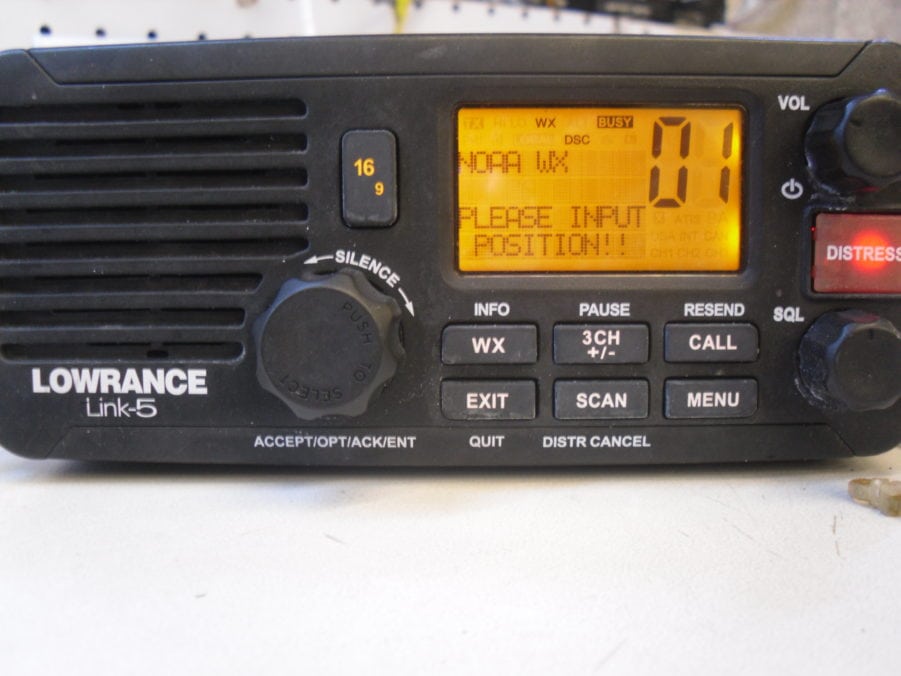 VOL
WX
BUSY
DSC
01
NOAA WX
PLEASE INPUT
POSITION!!
16
9
SILENCE
PUSH TO SELECT
DISTRESS
SQL
INFO
PAUSE
RESEND
WX
3CH
+/-
CALL
LOWRANCE
Link-5
EXIT
SCAN
MENU
ACCEPT/OPT/ACK/ENT
QUIT
DISTR CANCEL